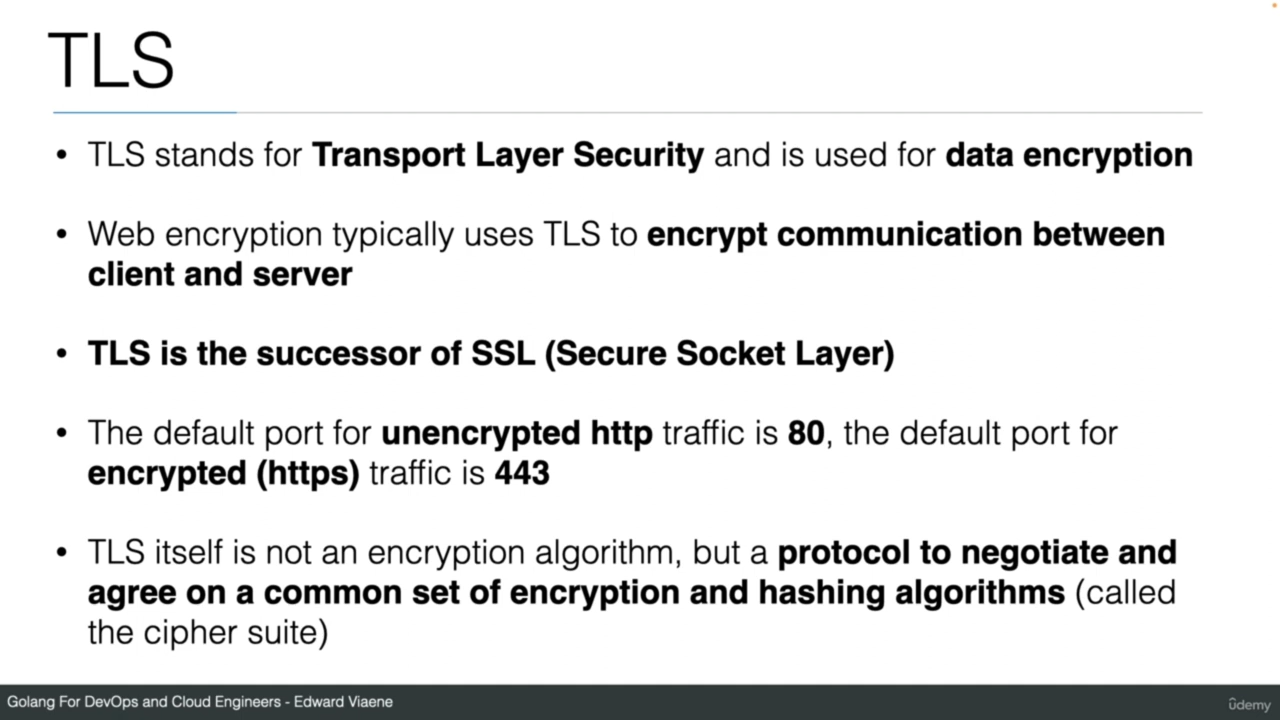 TLS
• TLS stands for Transport Layer Security and is used for data encryption
• Web encryption typically uses TLS to encrypt communication between
client and server
• TLS is the successor of SSL (Secure Socket Layer)
• The default port for unencrypted http traffic is 80, the default port for
encrypted (https) traffic is 443
• TLS itself is not an encryption algorithm, but a protocol to negotiate and
agree on a common set of encryption and hashing algorithms (called
the cipher suite)
Golang For DevOps and Cloud Engineers - Edward Viaene
ûdemy